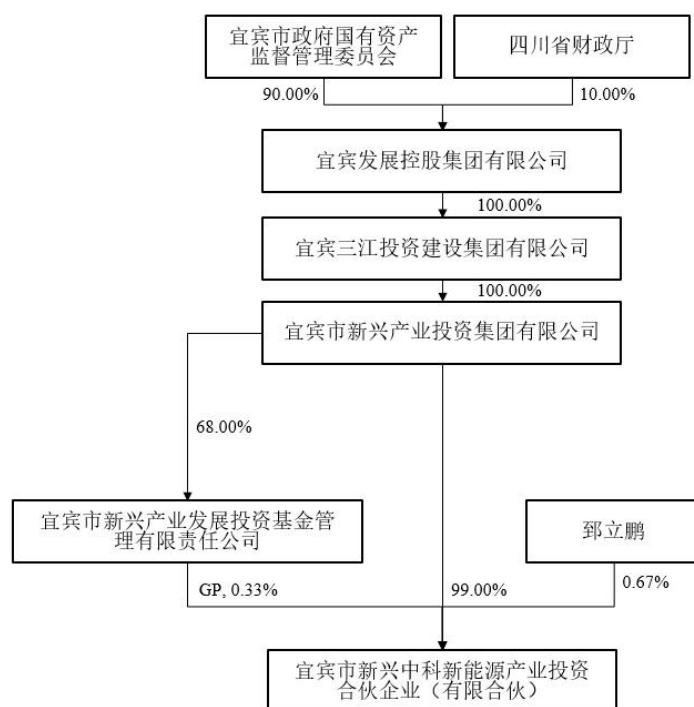 宜宾市政府国有资产
监督管理委员会
四川省财政厅
90.00%
10.00%
宜宾发展控股集团有限公司
100.00%
宜宾三江投资建设集团有限公司
100.00%
宜宾市新兴产业投资集团有限公司
68.00%
宜宾市新兴产业发展投资基金管
理有限责任公司
郅立鹏
GP, 0.33%
99.00%
0.67%
宜宾市新兴中科新能源产业投资
合伙企业（有限合伙）